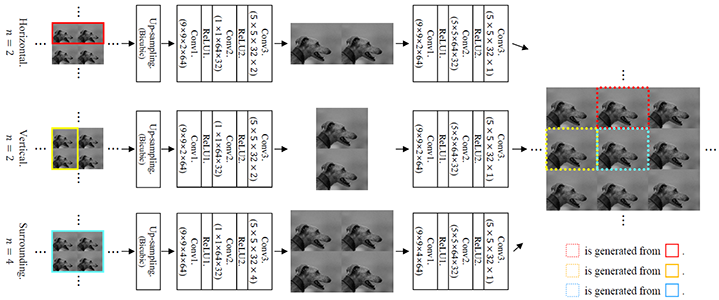 Horizontal.
n = 2
Up-sampling.
(Bicubic)
Conv1.
(9×9×2×64)
ReLU1.
Conv2.
(1×1×64×32)
ReLU2.
Conv3.
(5×5×32×2)
Conv1.
(9×9×2×64)
ReLU1.
Conv2.
(5×5×64×32)
ReLU2.
Conv3.
(5×5×32×1)
Vertical.
n = 2
Up-sampling.
(Bicubic)
Conv1.
(9×9×2×64)
ReLU1.
Conv2.
(1×1×64×32)
ReLU2.
Conv3.
(5×5×32×2)
Conv1.
(9×9×2×64)
ReLU1.
Conv2.
(5×5×64×32)
ReLU2.
Conv3.
(5×5×32×1)
Surrounding.
n = 4
Up-sampling.
(Bicubic)
Conv1.
(9×9×4×64)
ReLU1.
Conv2.
(1×1×64×32)
ReLU2.
Conv3.
(5×5×32×4)
Conv1.
(9×9×4×64)
ReLU1.
Conv2.
(5×5×64×32)
ReLU2.
Conv3.
(5×5×32×1)
is generated from .
is generated from .
is generated from .